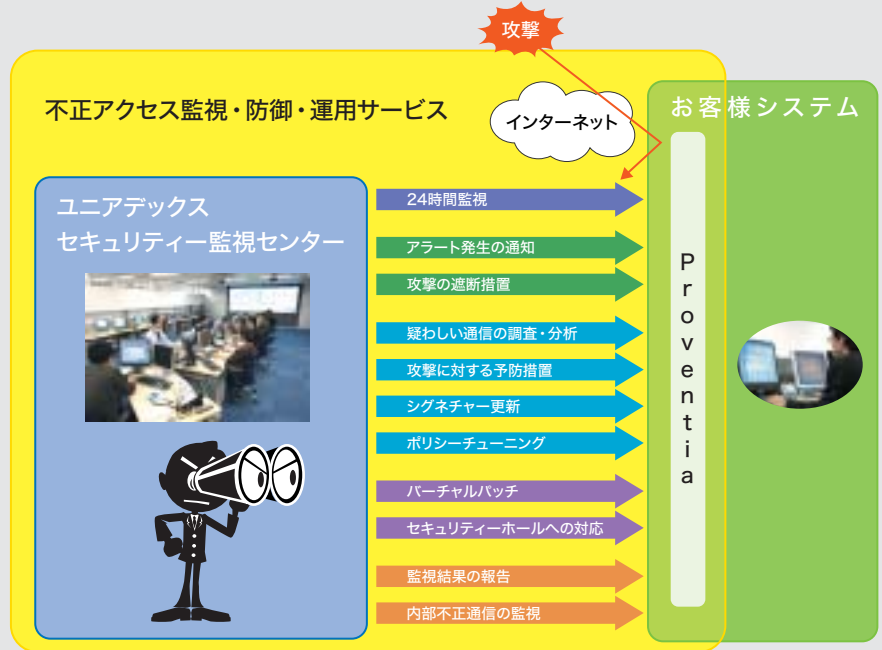 攻撃
不正アクセス監視・防御・運用サービス
インターネット
お客様システム
ユニアデックス
セキュリティー監視センター
24時間監視
アラート発生の通知
攻撃の遮断措置
疑わしい通信の調査・分析
攻撃に対する予防措置
シグネチャー更新
ポリシーチューニング
バーチャルパッチ
セキュリティーホールへの対応
監視結果の報告
内部不正通信の監視
Proventia